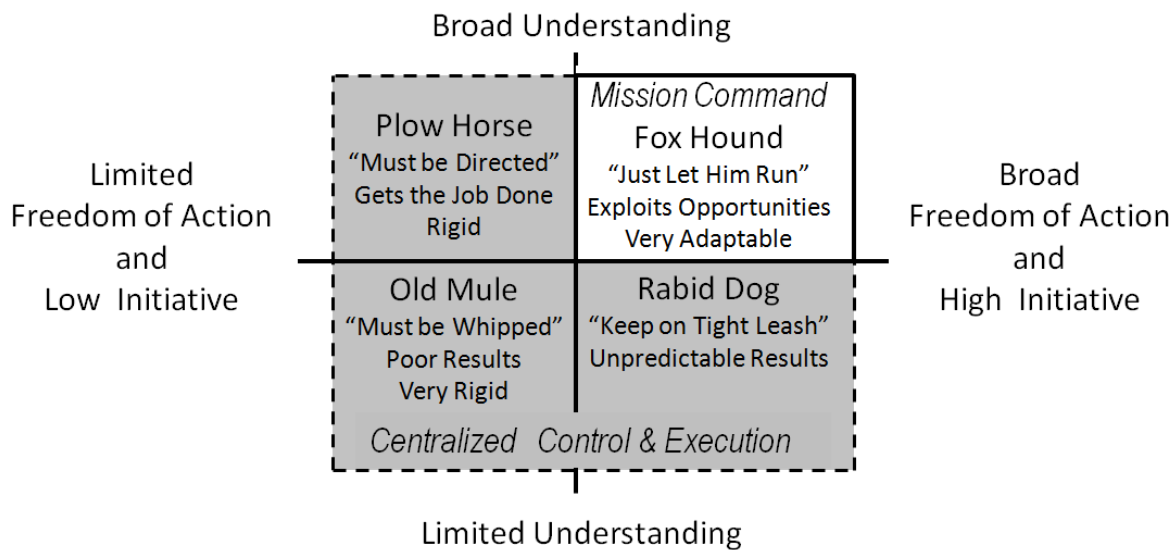 Broad Understanding
Limited
Freedom of Action
and
Low Initiative
Plow Horse
“Must be Directed”
Gets the Job Done
Rigid
Mission Command
Fox Hound
“Just Let Him Run”
Exploits Opportunities
Very Adaptable
Broad
Freedom of Action
and
High Initiative
Old Mule
“Must be Whipped”
Poor Results
Very Rigid
Rabid Dog
“Keep on Tight Leash”
Unpredictable Results
Centralized Control & Execution
Limited Understanding